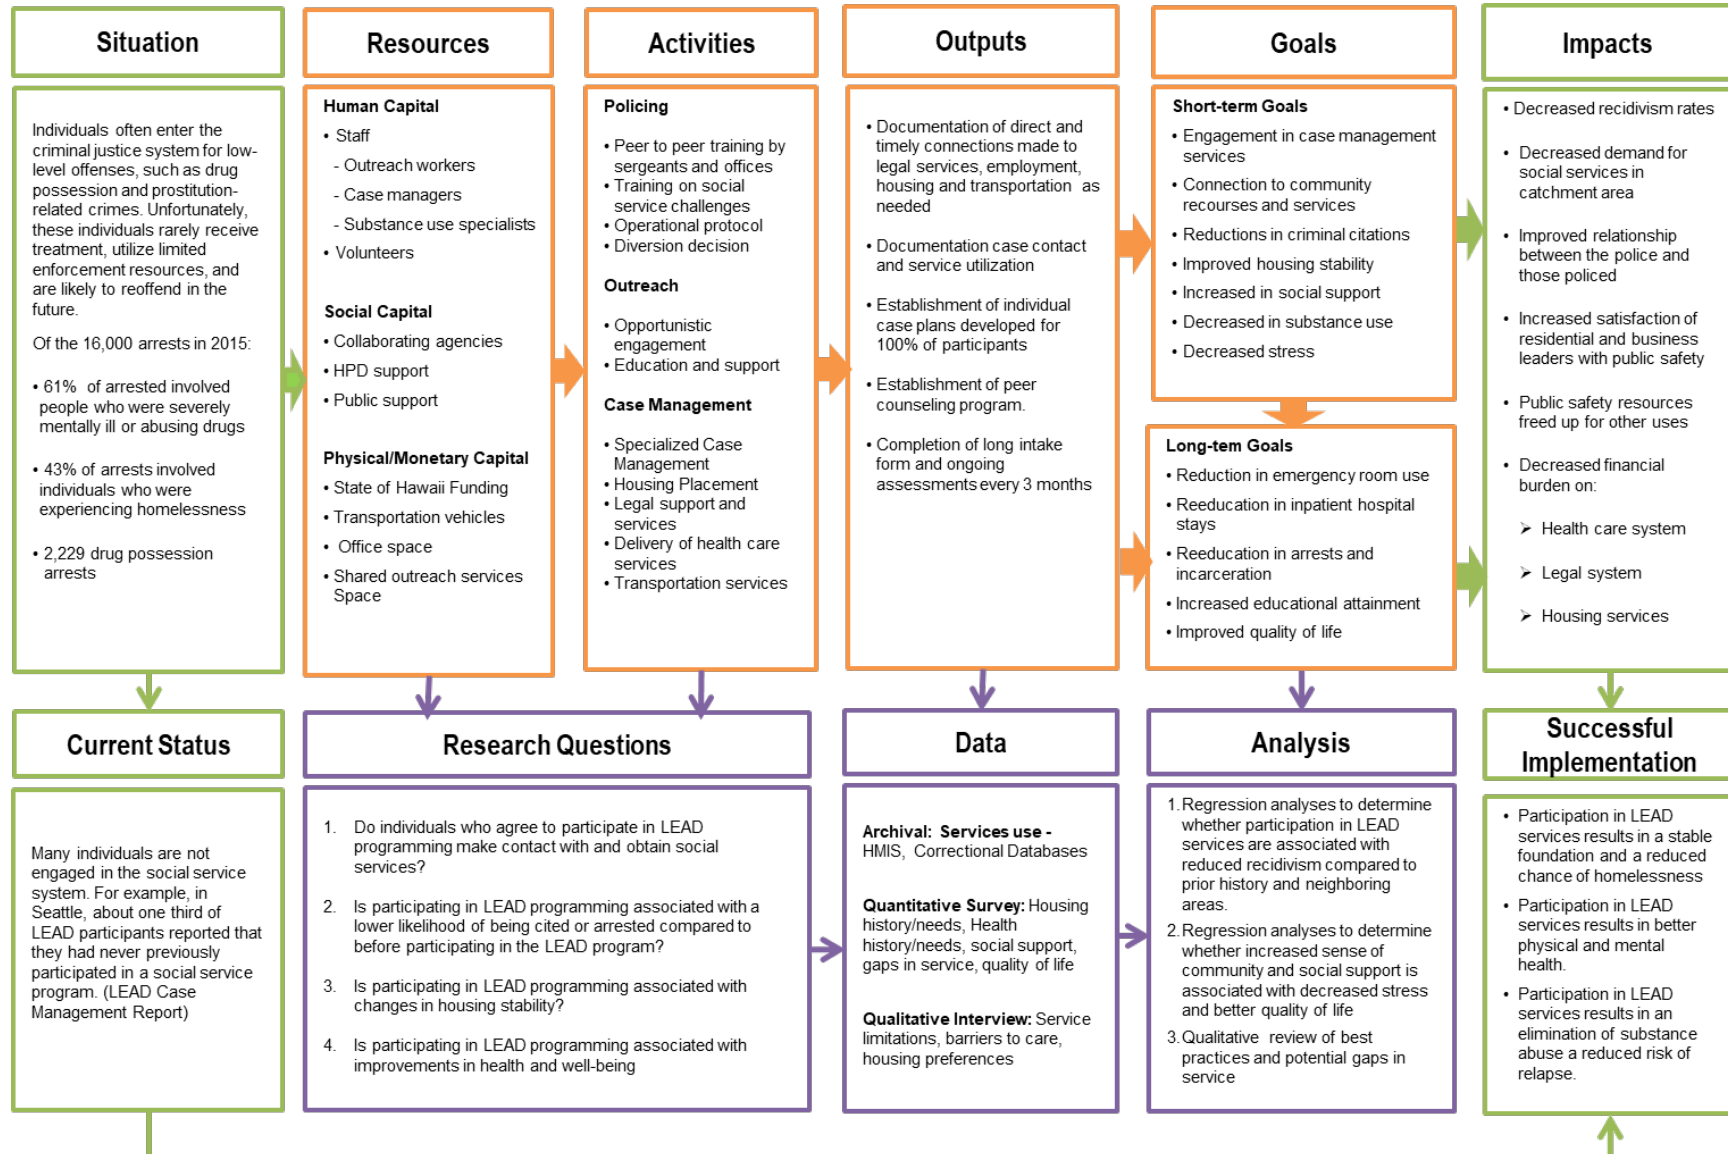 Situation
Individuals often enter the
criminal justice system for low-
level offenses, such as drug
possession and prostitution-
related crimes. Unfortunately,
these individuals rarely receive
treatment, utilize limited
enforcement resources, and
are likely to reoffend in the
future.
Of the 16,000 arrests in 2015:
• 61% of arrested involved
people who were severely
mentally ill or abusing drugs
• 43% of arrests involved
individuals who were
experiencing homelessness
• 2,229 drug possession
arrests
Resources
Human Capital
• Staff
- Outreach workers
- Case managers
- Substance use specialists
• Volunteers
Social Capital
• Collaborating agencies
• HPD support
• Public support
Physical/Monetary Capital
• State of Hawaii Funding
• Transportation vehicles
• Office space
• Shared outreach services
Space
Activities
Policing
• Peer to peer training by
sergeants and offices
• Training on social
service challenges
• Operational protocol
• Diversion decision
Outreach
• Opportunistic
engagement
• Education and support
Case Management
• Specialized Case
Management
• Housing Placement
• Legal support and
services
• Delivery of health care
services
• Transportation services
Outputs
• Documentation of direct and
timely connections made to
legal services, employment,
housing and transportation as
needed
• Documentation case contact
and service utilization
• Establishment of individual
case plans developed for
100% of participants
• Establishment of peer
counseling program.
• Completion of long intake
form and ongoing
assessments every 3 months
Goals
Short-term Goals
• Engagement in case management
services
• Connection to community
recourses and services
• Reductions in criminal citations
• Improved housing stability
• Increased in social support
• Decreased in substance use
• Decreased stress
Long-tem Goals
• Reduction in emergency room use
• Reeducation in inpatient hospital
stays
• Reeducation in arrests and
incarceration
• Increased educational attainment
• Improved quality of life
Impacts
• Decreased recidivism rates
• Decreased demand for
social services in
catchment area
• Improved relationship
between the police and
those policed
• Increased satisfaction of
residential and business
leaders with public safety
• Public safety resources
freed up for other uses
• Decreased financial
burden on:
➢ Health care system
➢ Legal system
➢ Housing services
Current Status
Many individuals are not
engaged in the social service
system. For example, in
Seattle, about one third of
LEAD participants reported that
they had never previously
participated in a social service
program. (LEAD Case
Management Report)
Research Questions
1. Do individuals who agree to participate in LEAD
programming make contact with and obtain social
services?
2. Is participating in LEAD programming associated with a
lower likelihood of being cited or arrested compared to
before participating in the LEAD program?
3. Is participating in LEAD programming associated with
changes in housing stability?
4. Is participating in LEAD programming associated with
improvements in health and well-being
Data
Archival: Services use -
HMIS, Correctional Databases
Quantitative Survey: Housing
history/needs, Health
history/needs, social support,
gaps in service, quality of life
Qualitative Interview: Service
limitations, barriers to care,
housing preferences
Analysis
1. Regression analyses to determine
whether participation in LEAD
services are associated with
reduced recidivism compared to
prior history and neighboring
areas.
2. Regression analyses to determine
whether increased sense of
community and social support is
associated with decreased stress
and better quality of life
3. Qualitative review of best
practices and potential gaps in
service
Successful
Implementation
• Participation in LEAD
services results in a stable
foundation and a reduced
chance of homelessness
• Participation in LEAD
services results in better
physical and mental
health.
• Participation in LEAD
services results in an
elimination of substance
abuse a reduced risk of
relapse.